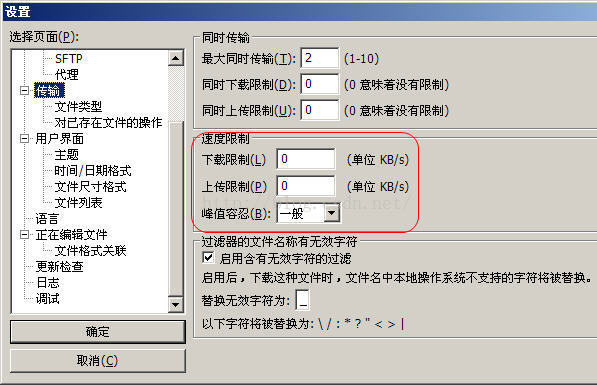 设置
选择页面(P):
SFTP
代理
传输
文件类型
对已存在文件的操作
用户界面
主题
时间/日期格式
文件尺寸格式
文件列表
语言
正在编辑文件
文件格式关联
更新检查
日志
调试
确定
取消(C)
同时传输
最大同时传输(T): 2 (1-10)
同时下载限制(D): 0 (0 意味着没有限制)
同时上传限制(U): 0 (0 意味着没有限制)
速度限制
下载限制(L) 0 (单位 KB/s)
上传限制(P) 0 (单位 KB/s)
http://blog.csdn.net/
峰值容忍(B): 一般
过滤器的文件名称有无效字符
启用含有无效字符的过滤
启用后，下载这种文件时，文件名中本地操作系统不支持的字符将被替换。
替换无效字符为: _
以下字符将被替换为: \ / : * ? " < > |